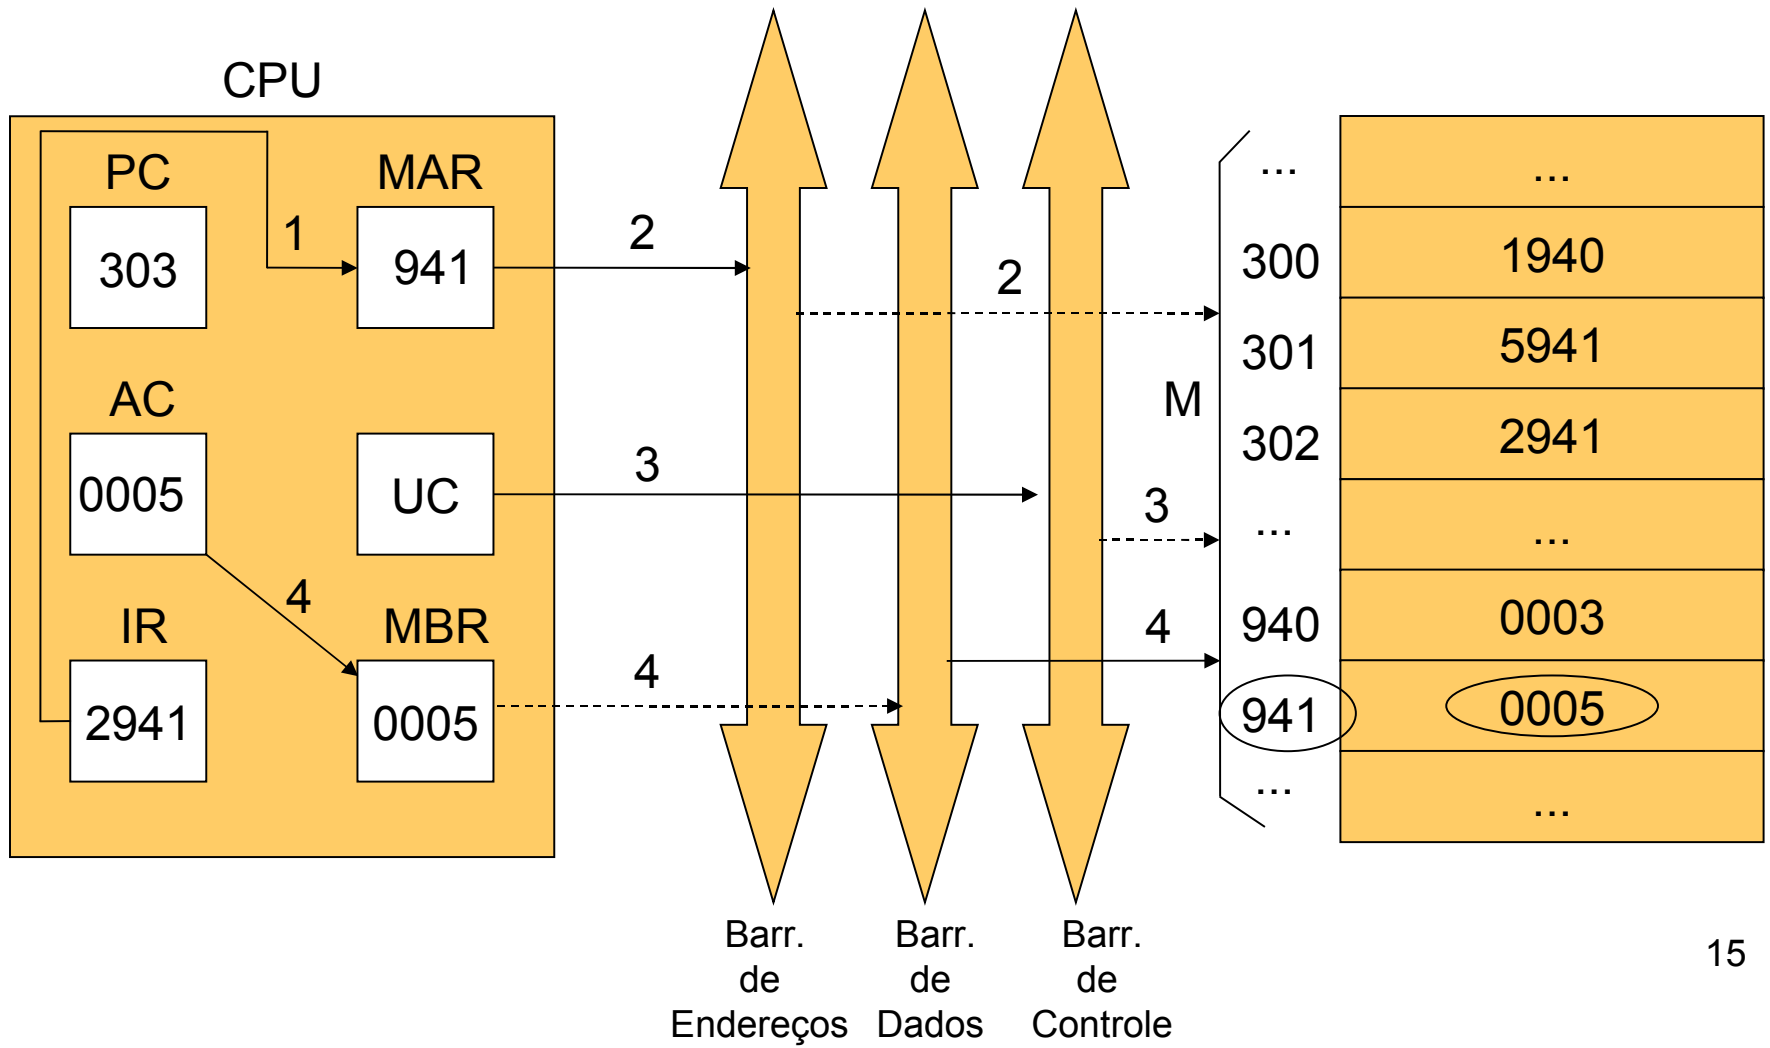 CPU
PC
MAR
303
1
941
2
2
AC
0005
UC
3
3
4
IR
MBR
2941
0005
4
4
M
...
300
301
302
...
940
941
...
...
1940
5941
2941
...
0003
0005
...
Barr.
de
Endereços
Barr.
de
Dados
Barr.
de
Controle
15